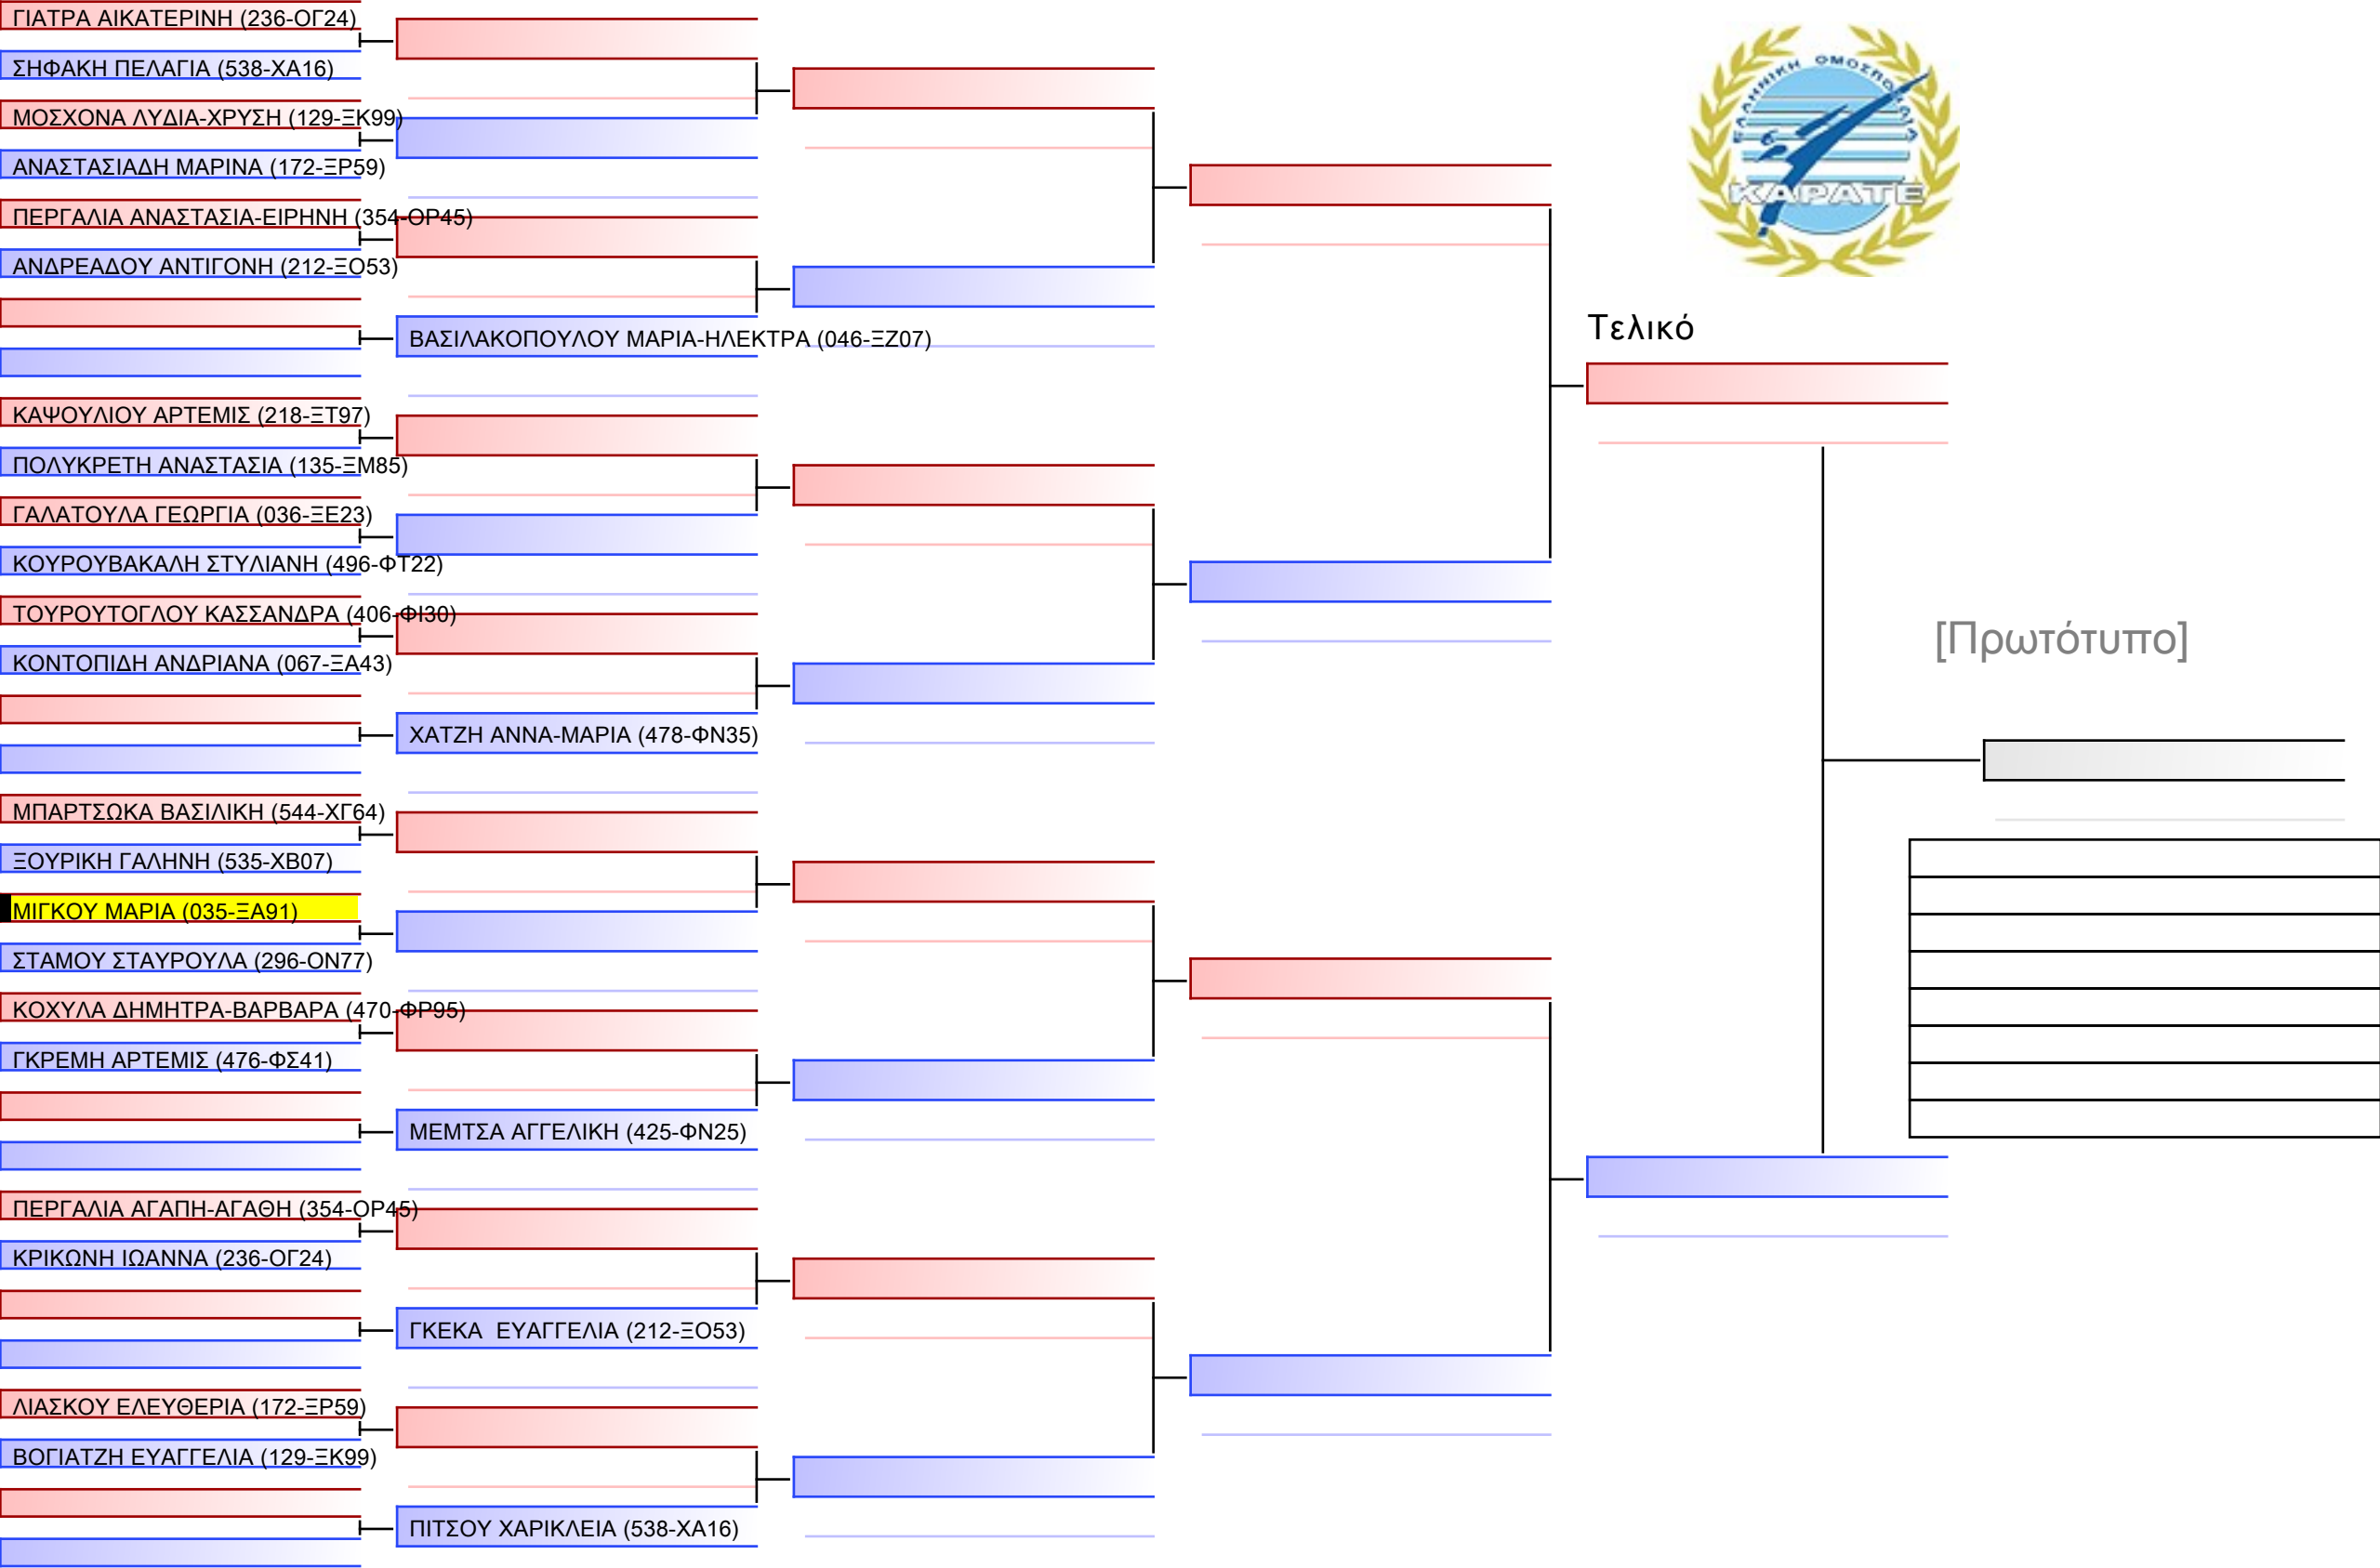 ΓΙΑΤΡΑ ΑΙΚΑΤΕΡΙΝΗ (236-ΟΓ24)
ΣΗΦΑΚΗ ΠΕΛΑΓΙΑ (538-ΧΑ16)
ΜΟΣΧΟΝΑ ΛΥΔΙΑ-ΧΡΥΣΗ (129-ΞΚ99)
ΑΝΑΣΤΑΣΙΑΔΗ ΜΑΡΙΝΑ (172-ΞΡ59)
ΠΕΡΓΑΛΙΑ ΑΝΑΣΤΑΣΙΑ-ΕΙΡΗΝΗ (354-ΟΡ45)
ΑΝΔΡΕΑΔΟΥ ΑΝΤΙΓΟΝΗ (212-ΞΟ53)
ΒΑΣΙΛΑΚΟΠΟΥΛΟΥ ΜΑΡΙΑ-ΗΛΕΚΤΡΑ (046-ΞΖ07)
ΚΑΨΟΥΛΙΟΥ ΑΡΤΕΜΙΣ (218-ΞΤ97)
ΠΟΛΥΚΡΕΤΗ ΑΝΑΣΤΑΣΙΑ (135-ΞΜ85)
ΓΑΛΑΤΟΥΛΑ ΓΕΩΡΓΙΑ (036-ΞΕ23)
ΚΟΥΡΟΥΒΑΚΑΛΗ ΣΤΥΛΙΑΝΗ (496-ΦΤ22)
ΤΟΥΡΟΥΤΟΓΛΟΥ ΚΑΣΣΑΝΔΡΑ (406-ΦΙ30)
ΚΟΝΤΟΠΙΔΗ ΑΝΔΡΙΑΝΑ (067-ΞΑ43)
ΧΑΤΖΗ ΑΝΝΑ-ΜΑΡΙΑ (478-ΦΝ35)
ΜΠΑΡΤΣΩΚΑ ΒΑΣΙΛΙΚΗ (544-ΧΓ64)
ΞΟΥΡΙΚΗ ΓΑΛΗΝΗ (535-ΧΒ07)
ΜΙΓΚΟΥ ΜΑΡΙΑ (035-ΞΑ91)
ΣΤΑΜΟΥ ΣΤΑΥΡΟΥΛΑ (296-ΟΝ77)
ΚΟΧΥΛΑ ΔΗΜΗΤΡΑ-ΒΑΡΒΑΡΑ (470-ΦΡ95)
ΓΚΡΕΜΗ ΑΡΤΕΜΙΣ (476-ΦΣ41)
ΜΕΜΤΣΑ ΑΓΓΕΛΙΚΗ (425-ΦΝ25)
ΠΕΡΓΑΛΙΑ ΑΓΑΠΗ-ΑΓΑΘΗ (354-ΟΡ45)
ΚΡΙΚΩΝΗ ΙΩΑΝΝΑ (236-ΟΓ24)
ΓΚΕΚΑ ΕΥΑΓΓΕΛΙΑ (212-ΞΟ53)
ΛΙΑΣΚΟΥ ΕΛΕΥΘΕΡΙΑ (172-ΞΡ59)
ΒΟΓΙΑΤΖΗ ΕΥΑΓΓΕΛΙΑ (129-ΞΚ99)
ΠΙΤΣΟΥ ΧΑΡΙΚΛΕΙΑ (538-ΧΑ16)
ΕΛΛΗΝΙΚΗ ΟΜΟΣΠΟΝΔΙΑ
ΚΑΡΑΤΕ
Τελικό
[Πρωτότυπο]